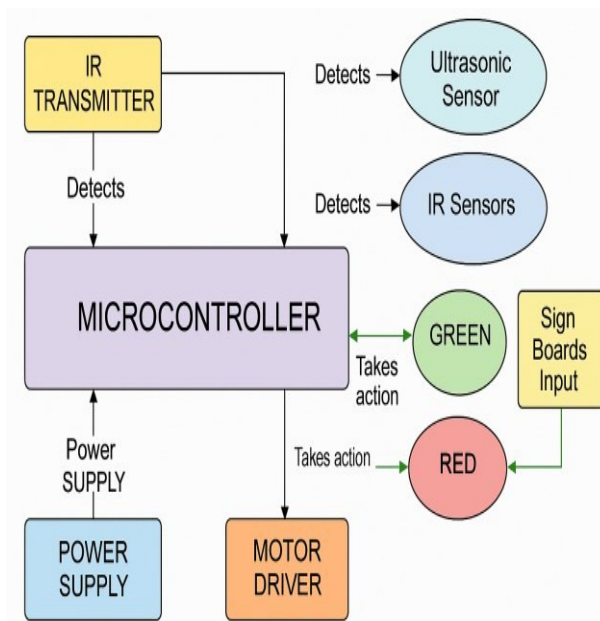 IR
TRANSMITTER
Detects
Ultrasonic
Sensor
Detects
Detects
IR Sensors
MICROCONTROLLER
GREEN
Sign
Boards
Input
Takes
action
Power
SUPPLY
Takes action
RED
POWER
SUPPLY
MOTOR
DRIVER